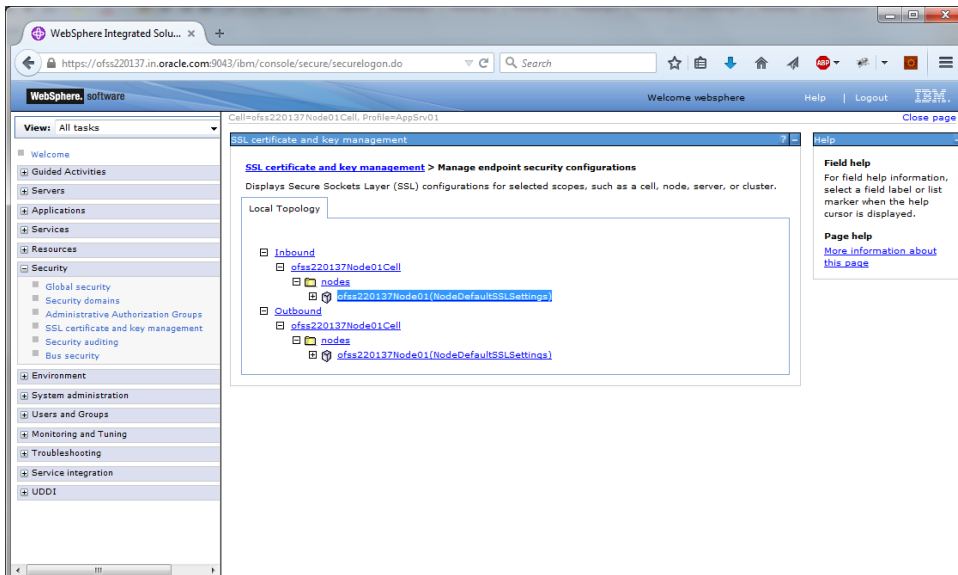 WebSphere Integrated Solu... × +
https://ofss220137.in.oracle.com:9043/ibm/console/secure/securelogon.do
Search
ABP
WebSphere. software
Welcome websphere
Help | Logout
IBM.
View: All tasks
Cell=ofss220137Node01Cell, Profile=AppSrv01
Close page
Welcome
Guided Activities
Servers
Applications
Services
Resources
Security
Global security
Security domains
Administrative Authorization Groups
SSL certificate and key management
Security auditing
Bus security
Environment
System administration
Users and Groups
Monitoring and Tuning
Troubleshooting
Service integration
UDDI
SSL certificate and key management ? –
SSL certificate and key management > Manage endpoint security configurations
Displays Secure Sockets Layer (SSL) configurations for selected scopes, such as a cell, node, server, or cluster.
Local Topology
Inbound
ofss220137Node01Cell
nodes
ofss220137Node01(NodeDefaultSSLSettings)
Outbound
ofss220137Node01Cell
nodes
ofss220137Node01(NodeDefaultSSLSettings)
Help
Field help
For field help information,
select a field label or list
marker when the help
cursor is displayed.
Page help
More information about
this page